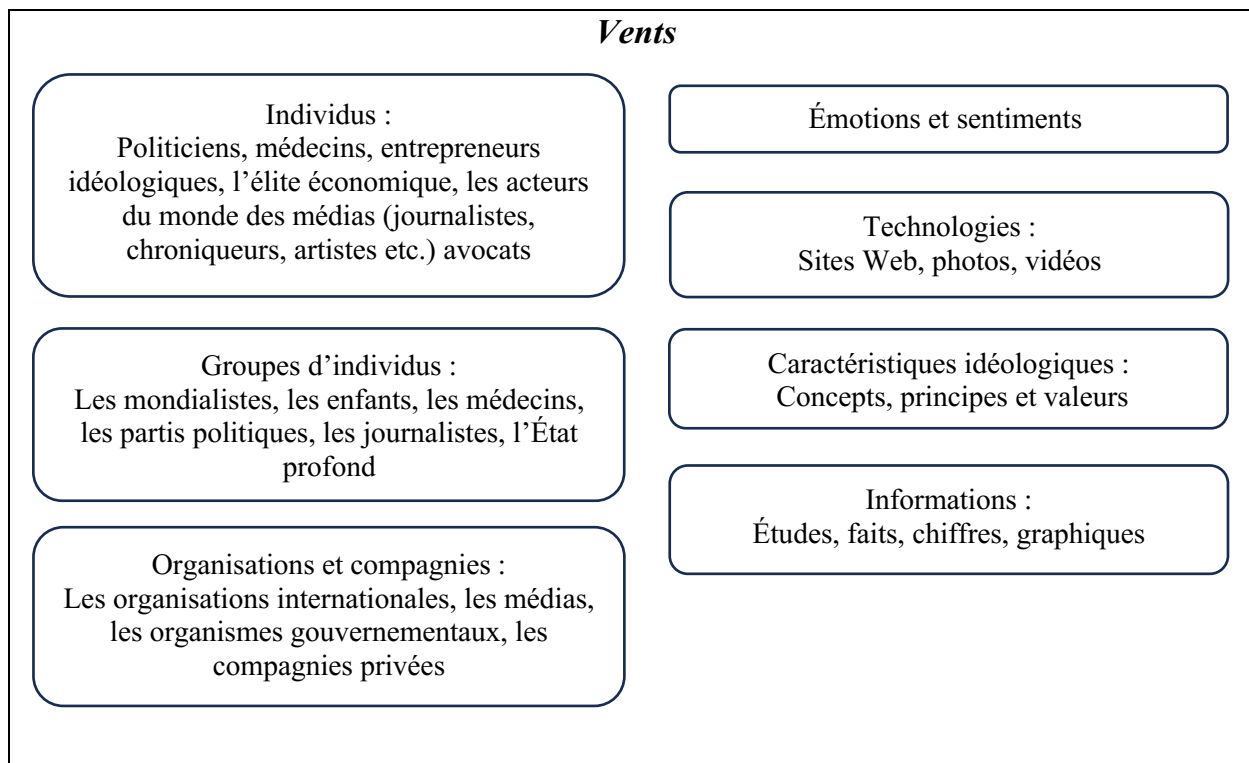 Vents
Individus :
Politiciens, médecins, entrepreneurs
idéologiques, l’élite économique, les acteurs
du monde des médias (journalistes,
chroniqueurs, artistes etc.) avocats
Groupes d’individus :
Les mondialistes, les enfants, les médecins,
les partis politiques, les journalistes, l’État
profond
Organisations et compagnies :
Les organisations internationales, les médias,
les organismes gouvernementaux, les
compagnies privées
Émotions et sentiments
Technologies :
Sites Web, photos, vidéos
Caractéristiques idéologiques :
Concepts, principes et valeurs
Informations :
Études, faits, chiffres, graphiques